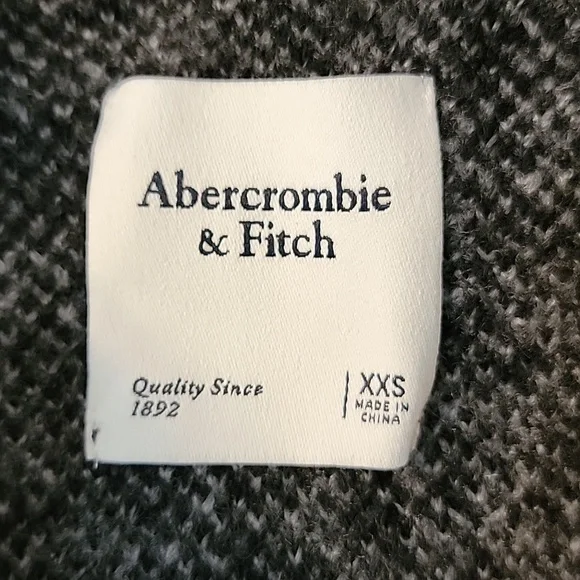 Abercrombie
& Fitch
Quality Since
1892
XXS
MADE IN
CHINA